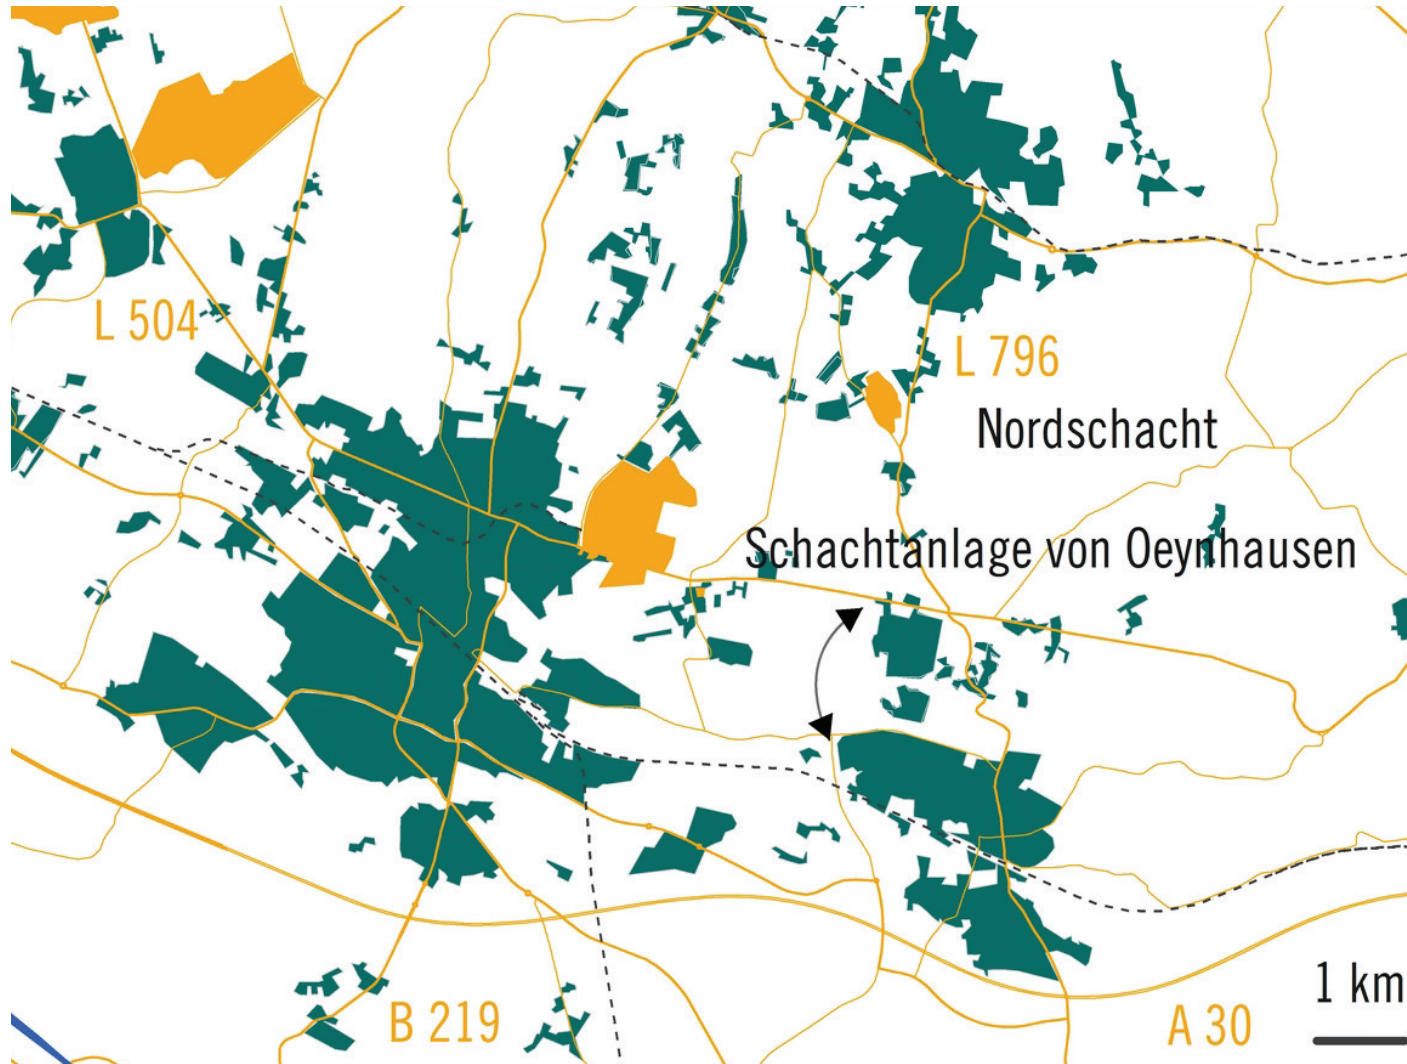 L 504
L 796
Nordschacht
Schachtanlage von Oeynhausen
B 219
A 30
1 km